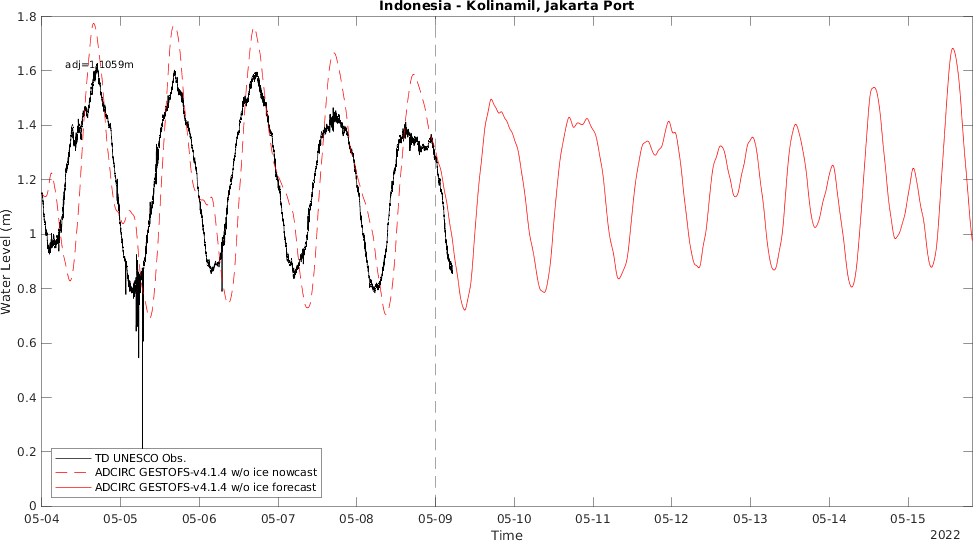 Indonesia - Kolinamil, Jakarta Port
1.8
1.6
1.4
1.2
1
0.8
0.6
0.4
0.2
0
Water Level (m)
adj=1.1059m
TD UNESCO Obs.
ADCIRC GESTOFS-v4.1.4 w/o ice nowcast
ADCIRC GESTOFS-v4.1.4 w/o ice forecast
05-04 05-05 05-06 05-07 05-08 05-09 05-10 05-11 05-12 05-13 05-14 05-15
Time
2022